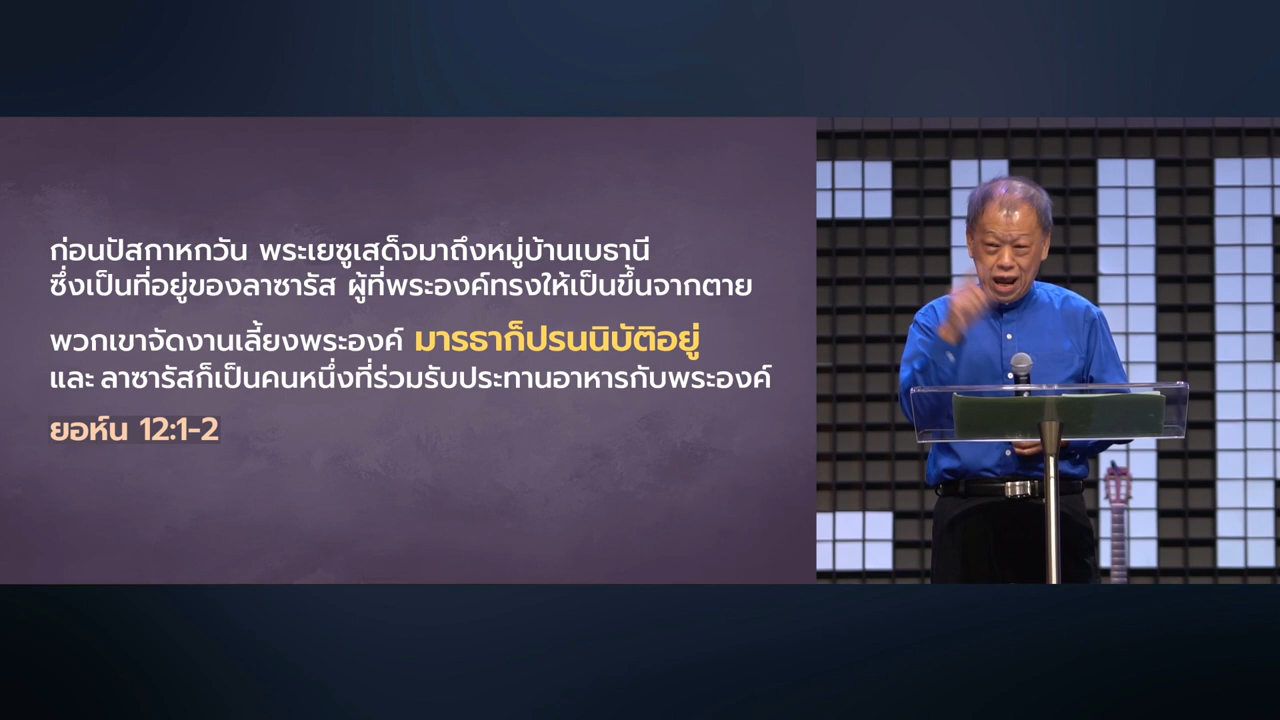 ก่อนปัสกาหกวัน พระเยซูเสด็จมาถึงหมู่บ้านเบธานี
ซึ่งเป็นที่อยู่ของลาซารัส ผู้ที่พระองค์ทรงให้เป็นขึ้นจากตาย
พวกเขาจัดงานเลี้ยงพระองค์ มารธาก็ปรนนิบัติอยู่
และ ลาซารัสก็เป็นคนหนึ่งที่ร่วมรับประทานอาหารกับพระองค์
ยอห์น 12:1-2